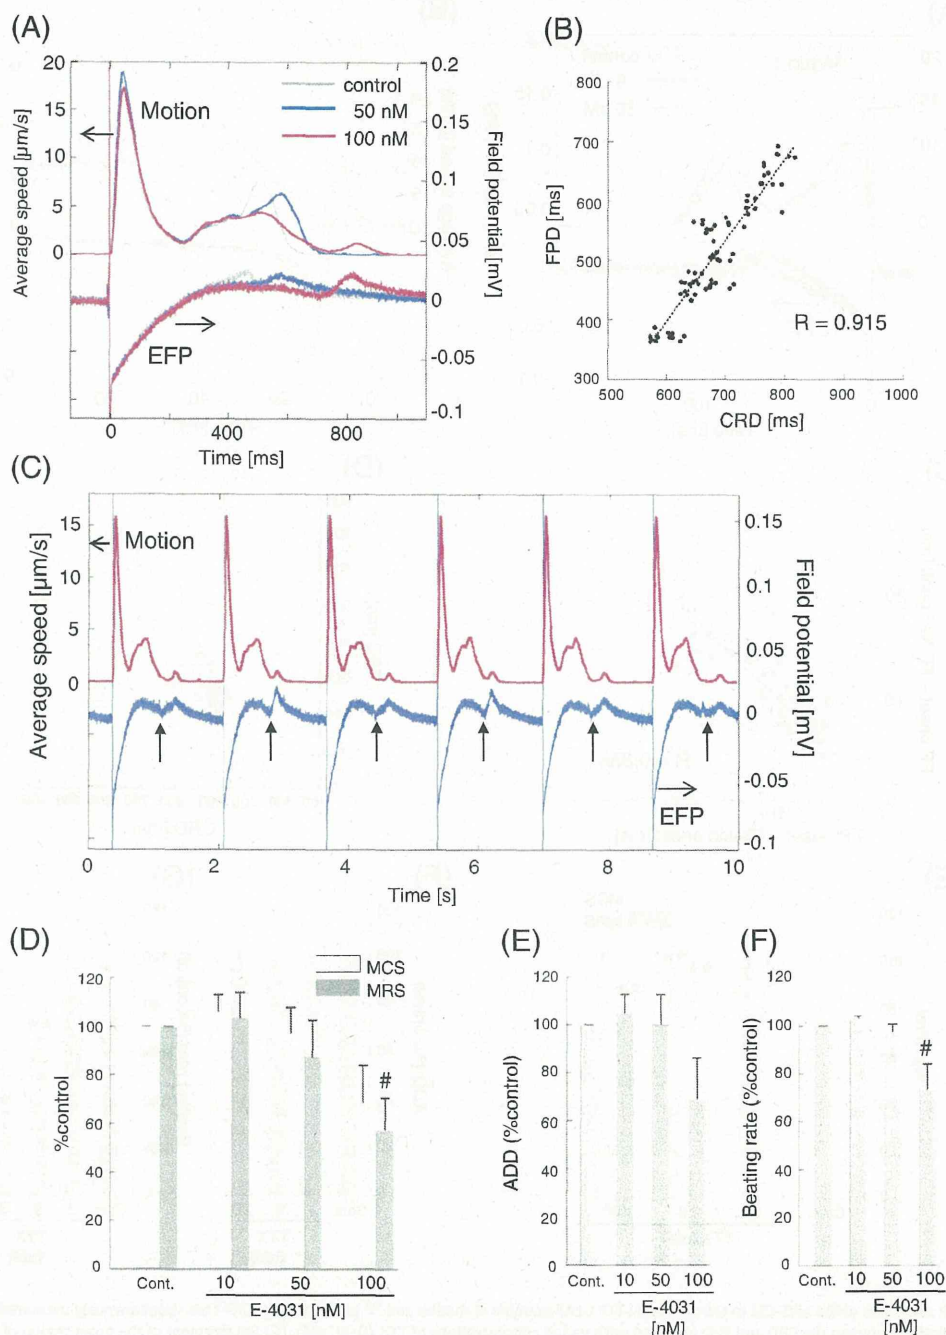 (A)
20
15
10
5
0
Average speed [µm/s]
Motion
control
50 nM
100 nM
0.2
0.15
0.1
0.05
0
-0.05
-0.1
Field potential [mV]
EFP
0
400
800
Time [ms]
(B)
800
700
600
500
400
300
FPD [ms]
R = 0.915
500
600
700
800
900
1000
CRD [ms]
(C)
15
10
5
0
Average speed [µm/s]
Motion
0.15
0.1
0.05
0
-0.05
-0.1
Field potential [mV]
EFP
0
2
4
6
8
10
Time [s]
(D)
120
100
80
60
40
20
0
%control
MCS
MRS
#
Cont.
10
50
100
E-4031 [nM]
(E)
120
100
80
60
40
20
0
ADD (%control)
Cont.
10
50
100
E-4031
[nM]
(F)
120
100
80
60
40
20
0
Beating rate (%control)
#
Cont.
10
50
100
E-4031
[nM]